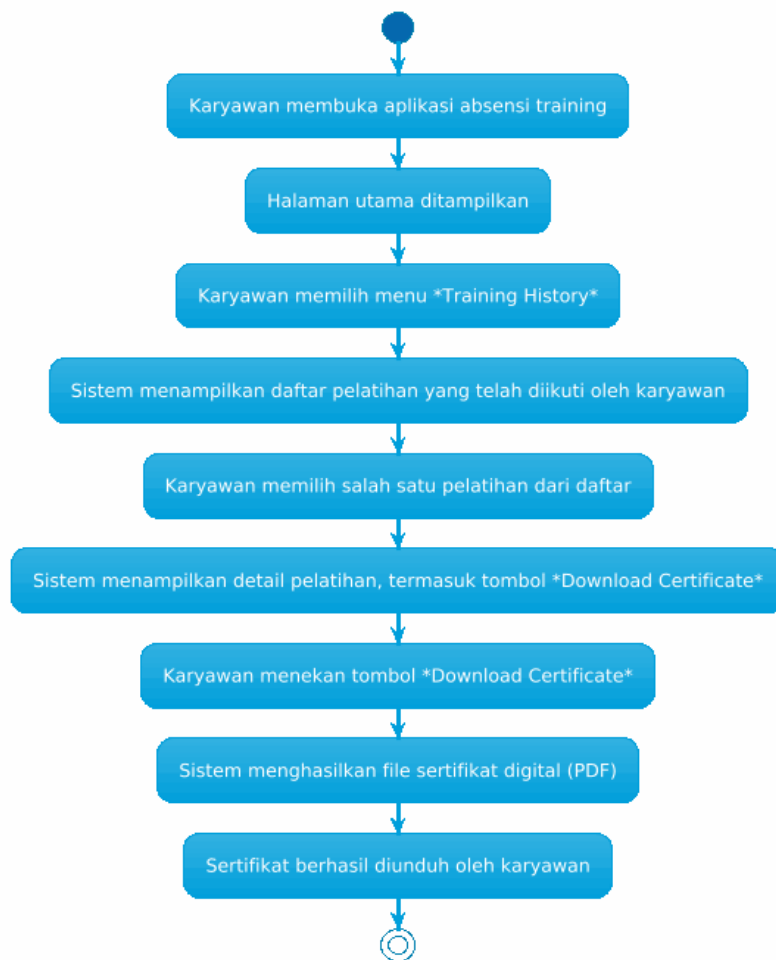 Karyawan membuka aplikasi absensi training
Halaman utama ditampilkan
Karyawan memilih menu *Training History*
Sistem menampilkan daftar pelatihan yang telah diikuti oleh karyawan
Karyawan memilih salah satu pelatihan dari daftar
Sistem menampilkan detail pelatihan, termasuk tombol *Download Certificate*
Karyawan menekan tombol *Download Certificate*
Sistem menghasilkan file sertifikat digital (PDF)
Sertifikat berhasil diunduh oleh karyawan